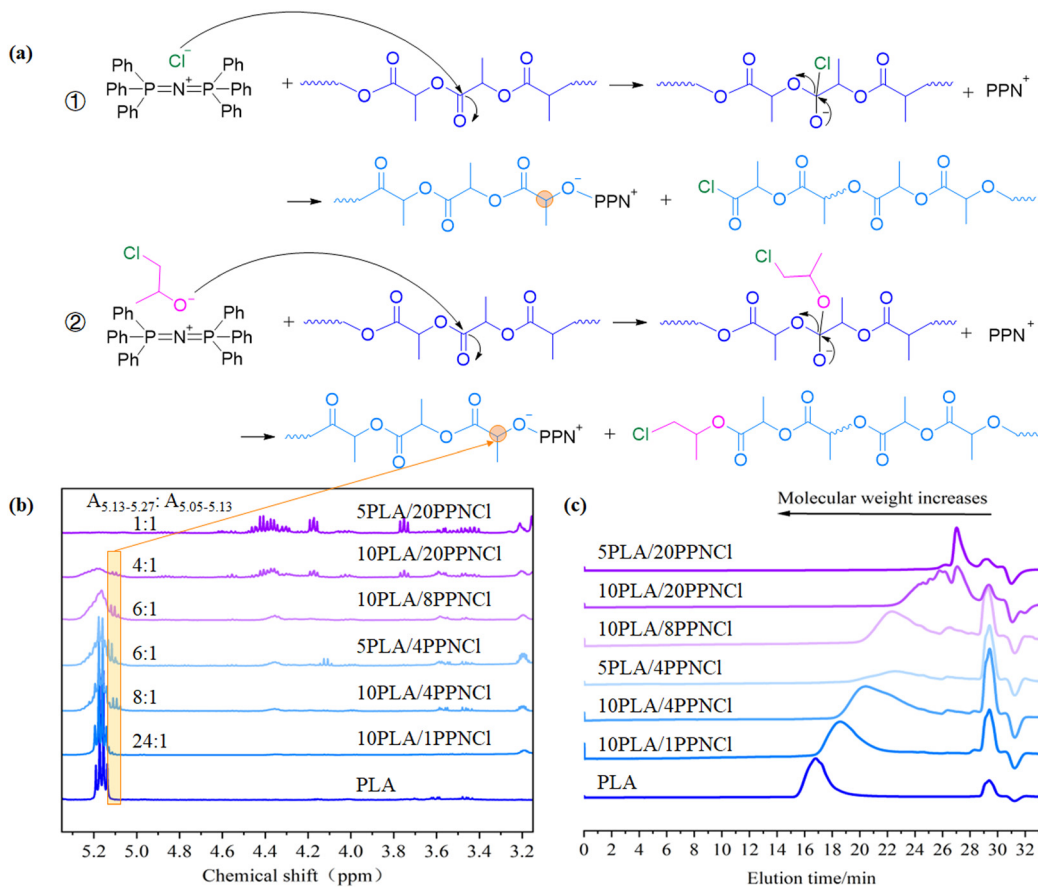 (a)
①
Cl⁻
Ph Ph
Ph P=N⁺=P Ph
Ph Ph
+
O O O
O O O
O
Cl
O O O
O O O
O⁻
+ PPN⁺
O O O O⁻
O O PPN⁺
+
Cl O O O
O O O O
②
Cl
O⁻
Ph Ph
Ph P=N⁺=P Ph
Ph Ph
+
O O O
O O O
O
Cl
O
O O O
O O O
O⁻
+ PPN⁺
O O O O⁻
O O PPN⁺
+
Cl O O O O O
O O O O
(b)
A5.13-5.27: A5.05-5.13
1:1 5PLA/20PPNCl
4:1 10PLA/20PPNCl
6:1 10PLA/8PPNCl
6:1 5PLA/4PPNCl
8:1 10PLA/4PPNCl
24:1 10PLA/1PPNCl
PLA
5.2 5.0 4.8 4.6 4.4 4.2 4.0 3.8 3.6 3.4 3.2
Chemical shift（ppm）
(c)
Molecular weight increases
5PLA/20PPNCl
10PLA/20PPNCl
10PLA/8PPNCl
5PLA/4PPNCl
10PLA/4PPNCl
10PLA/1PPNCl
PLA
0 2 4 6 8 10 12 14 16 18 20 22 24 26 28 30 32
Elution time/min